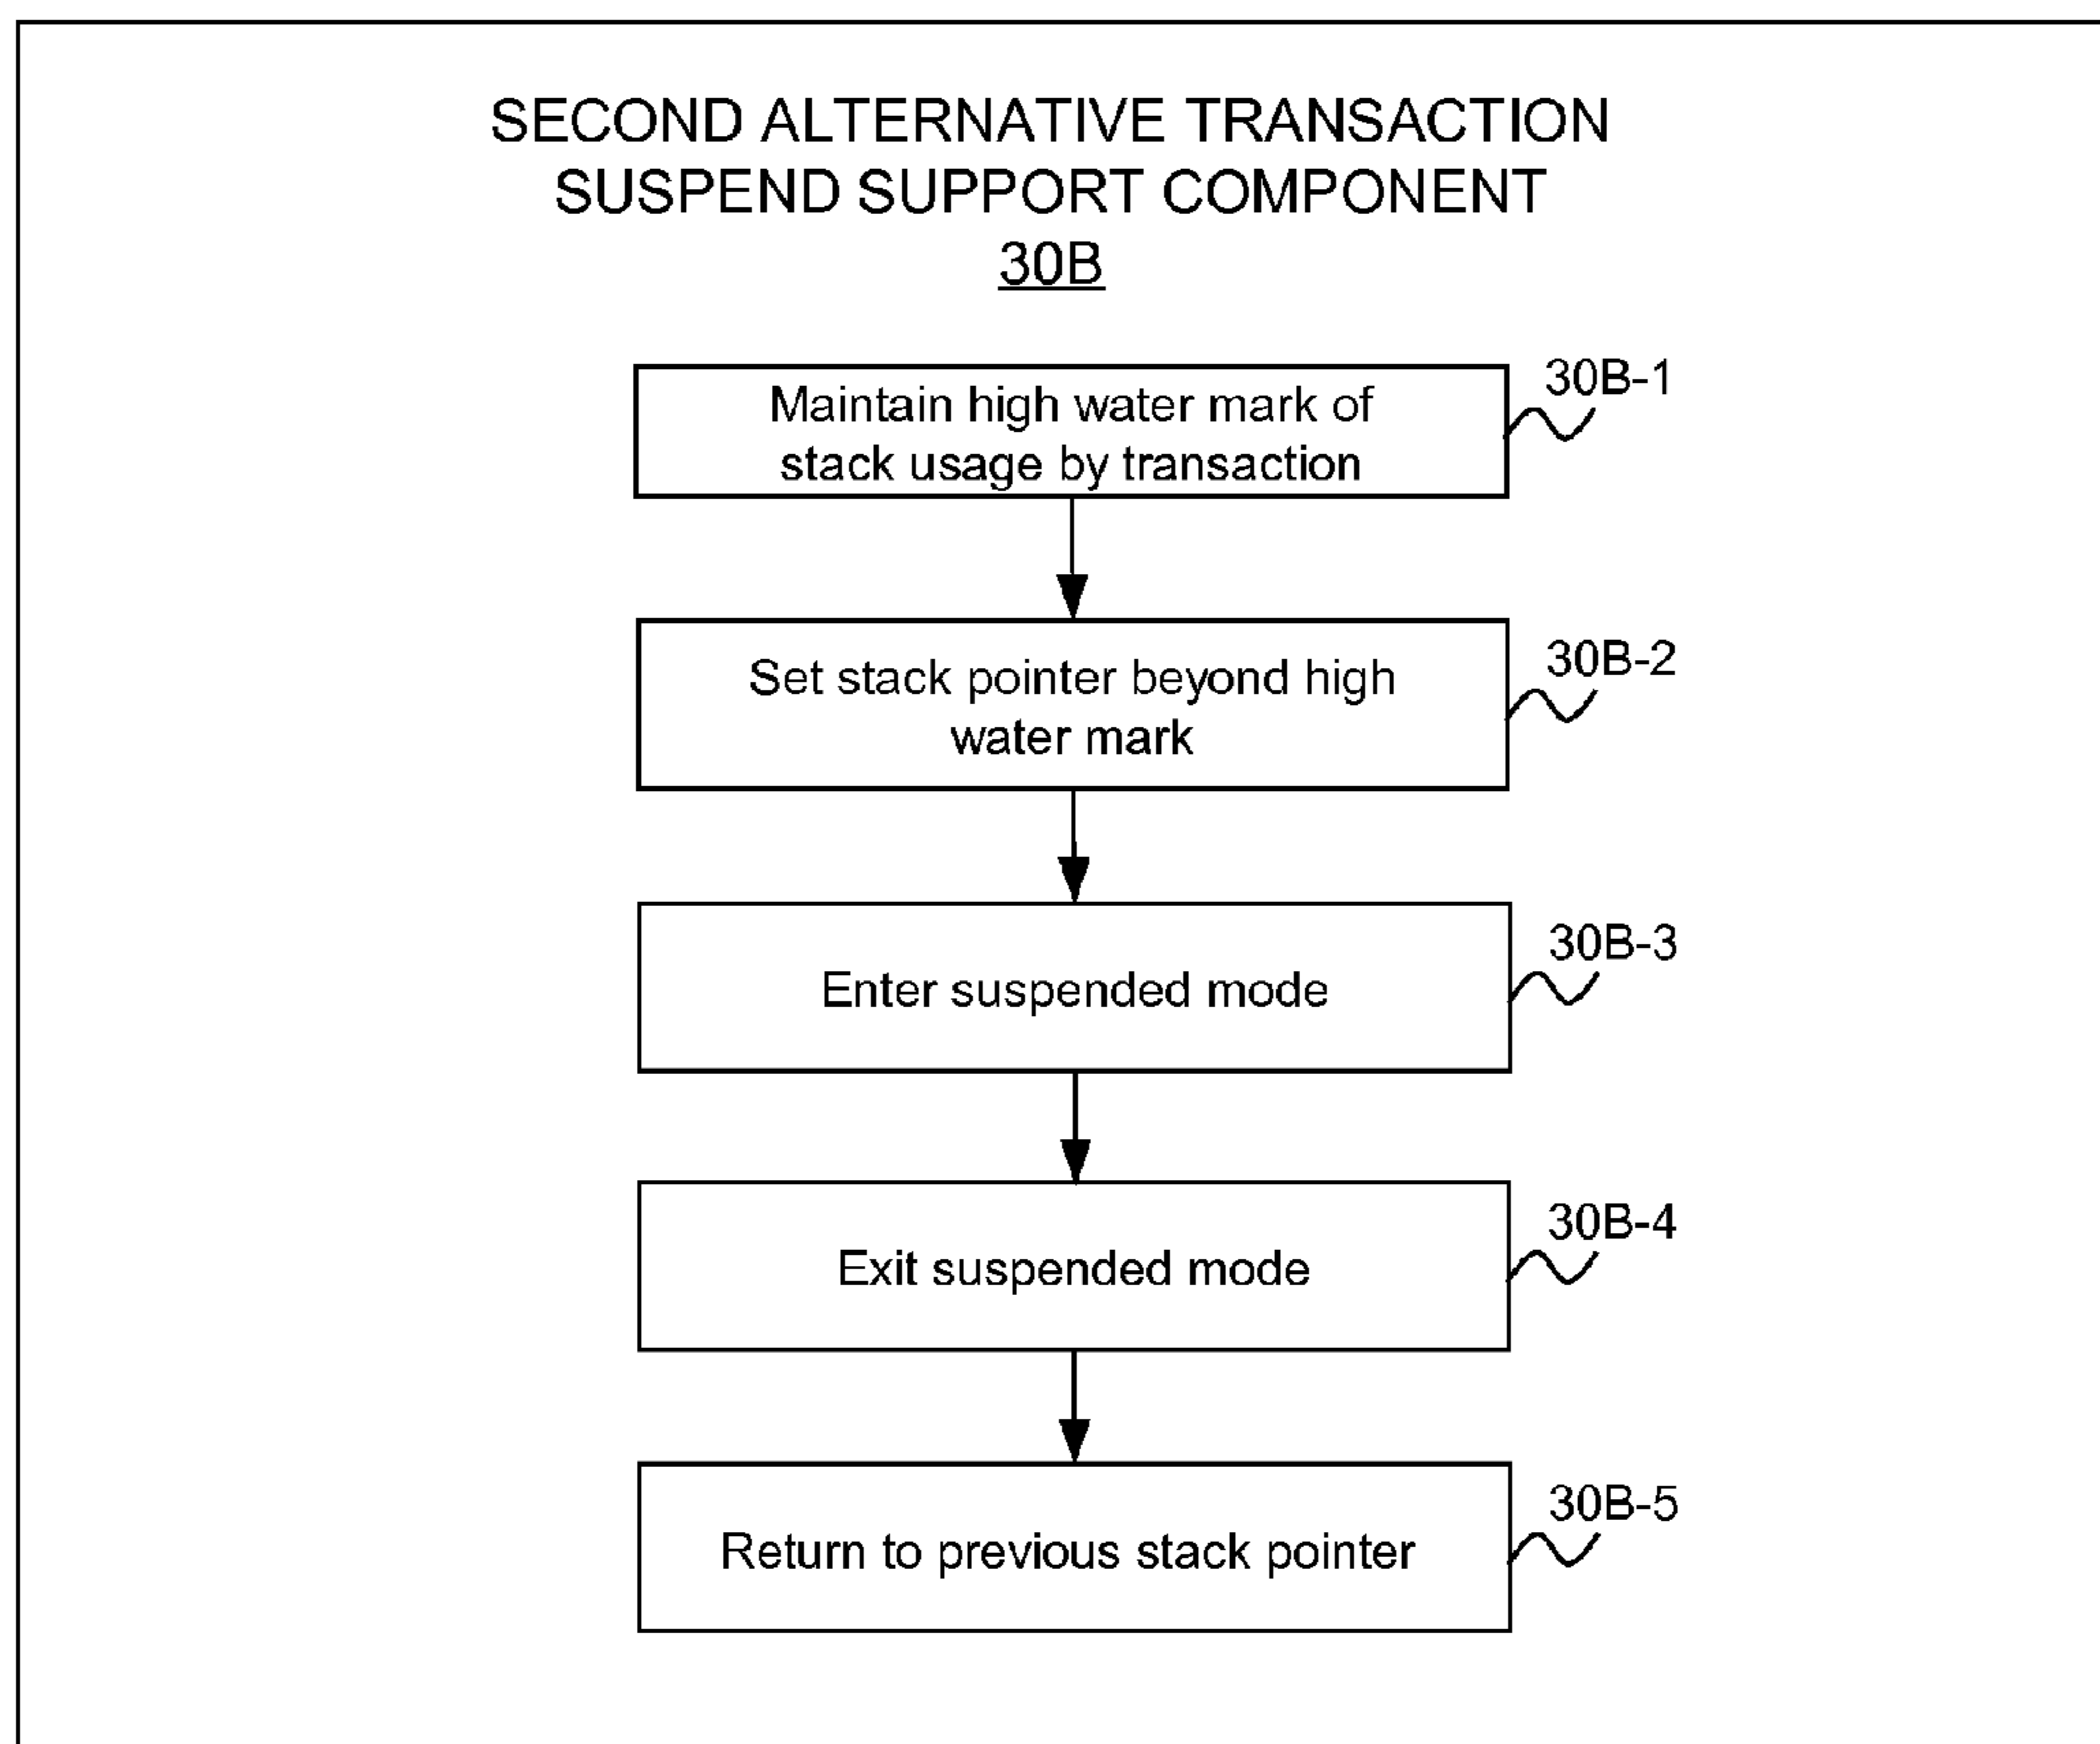 SECOND ALTERNATIVE TRANSACTION
SUSPEND SUPPORT COMPONENT
30B
30B-1
Maintain high water mark of
stack usage by transaction
30B-2
Set stack pointer beyond high
water mark
30B-3
Enter suspended mode
30B-4
Exit suspended mode
30B-5
Return to previous stack pointer